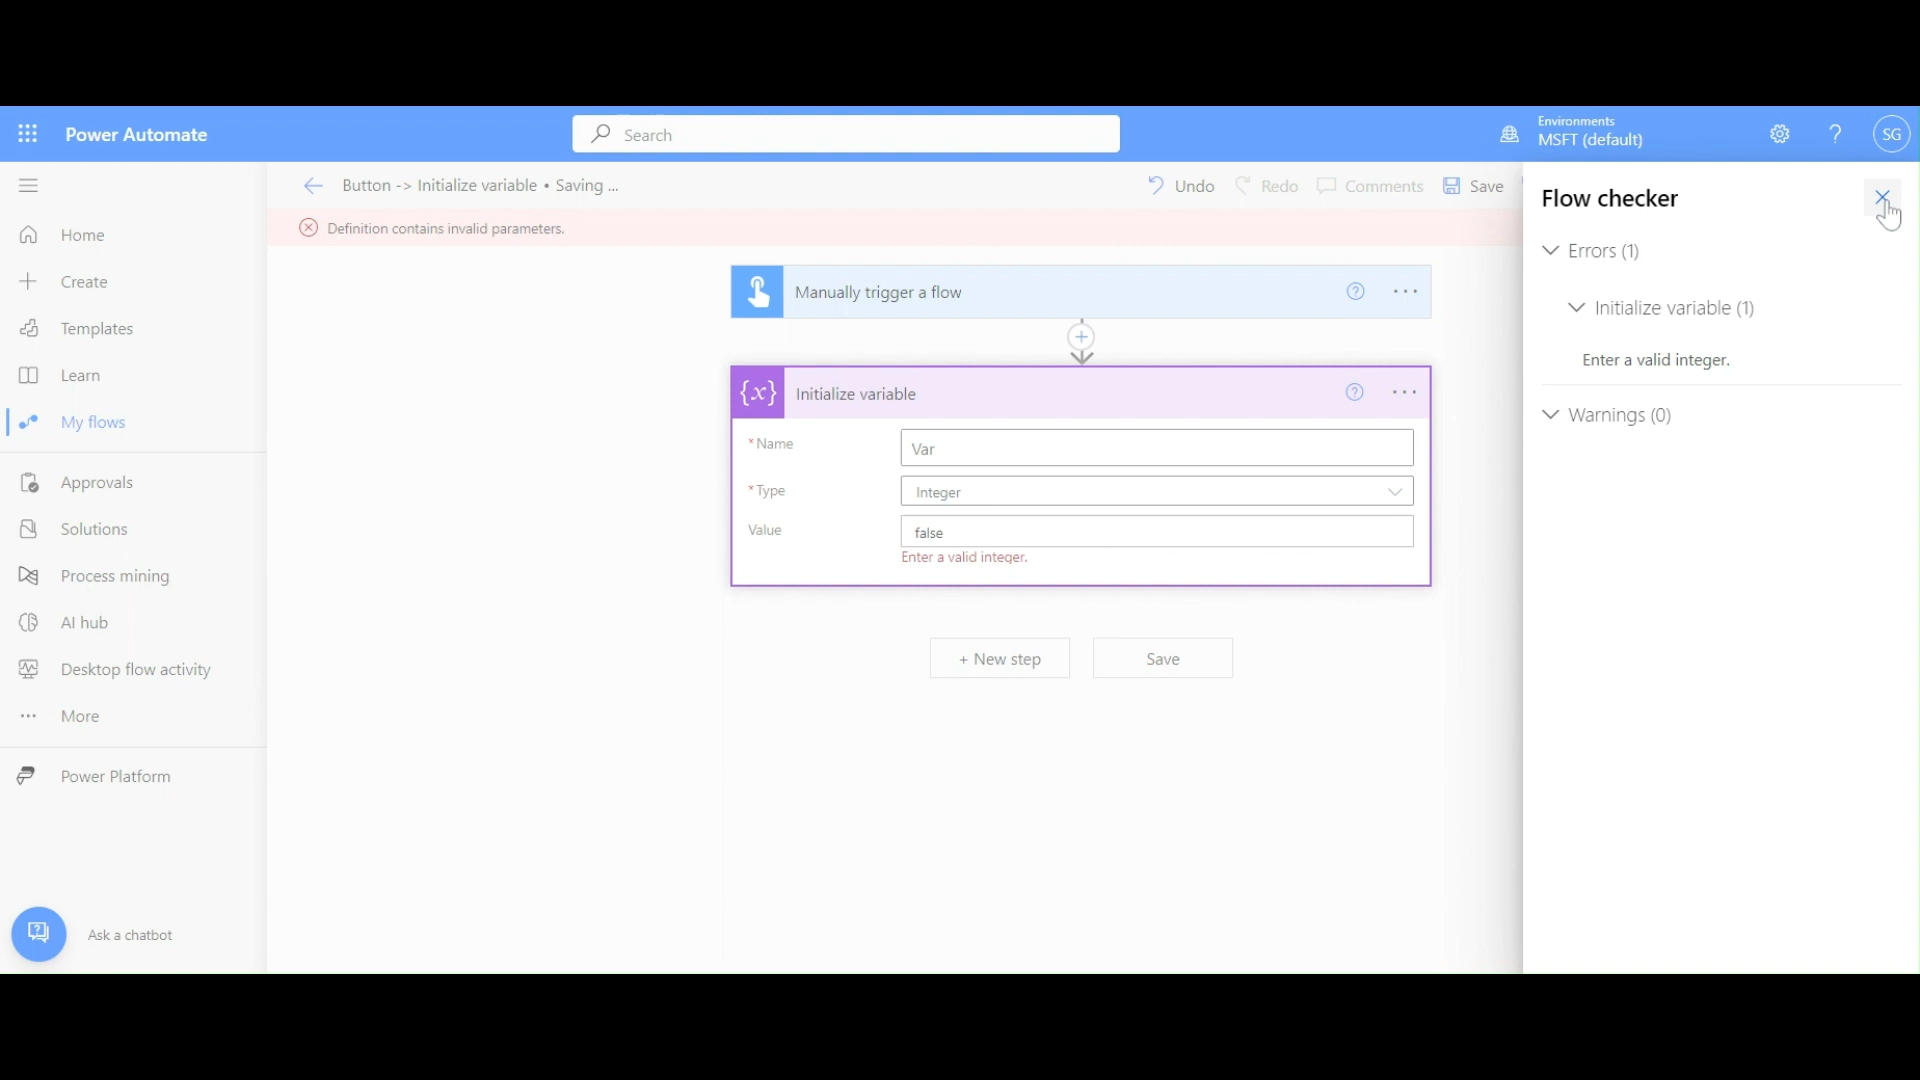 Power Automate
Search
Environments
MSFT (default)
?
SG
Button -> Initialize variable • Saving ...
Undo
Redo
Comments
Save
Flow checker
Definition contains invalid parameters.
Home
Create
Templates
Learn
My flows
Approvals
Solutions
Process mining
AI hub
Desktop flow activity
More
Power Platform
Ask a chatbot
Manually trigger a flow
{x} Initialize variable
* Name
Var
* Type
Integer
Value
false
Enter a valid integer.
+ New step
Save
Errors (1)
Initialize variable (1)
Enter a valid integer.
Warnings (0)